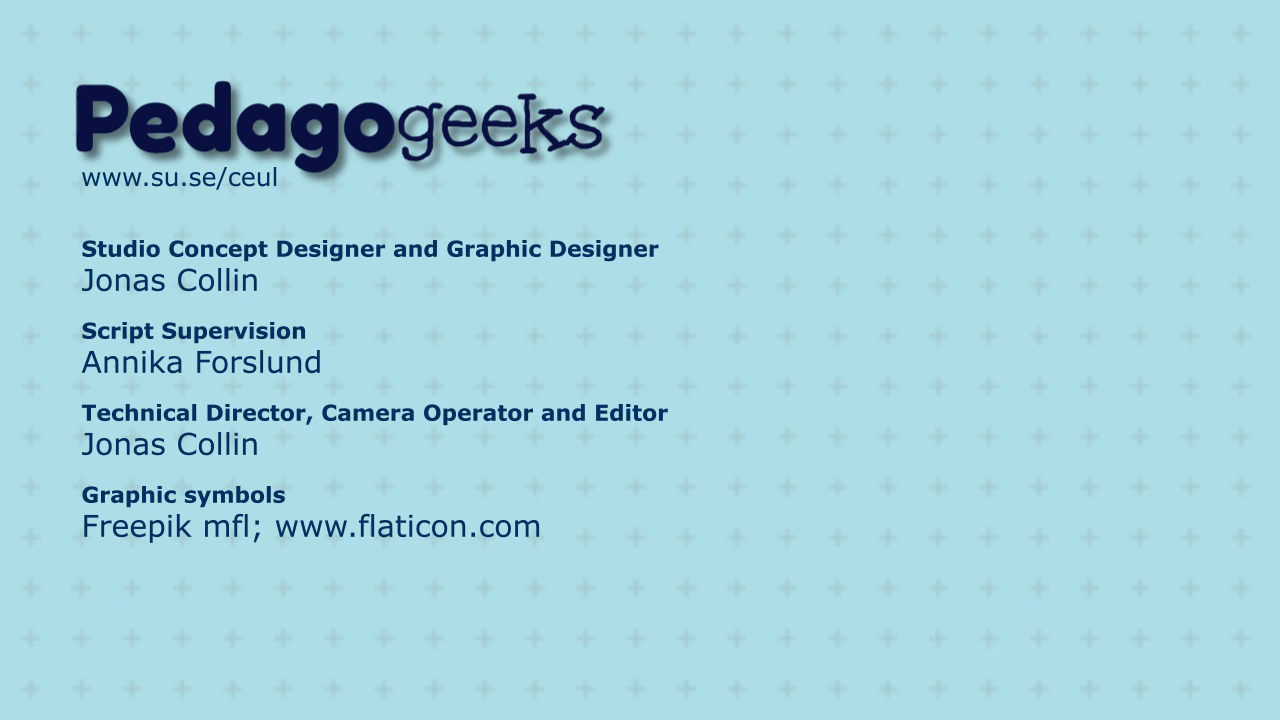 Pedagogeeks
www.su.se/ceul
Studio Concept Designer and Graphic Designer
Jonas Collin
Script Supervision
Annika Forslund
Technical Director, Camera Operator and Editor
Jonas Collin
Graphic symbols
Freepik mfl; www.flaticon.com